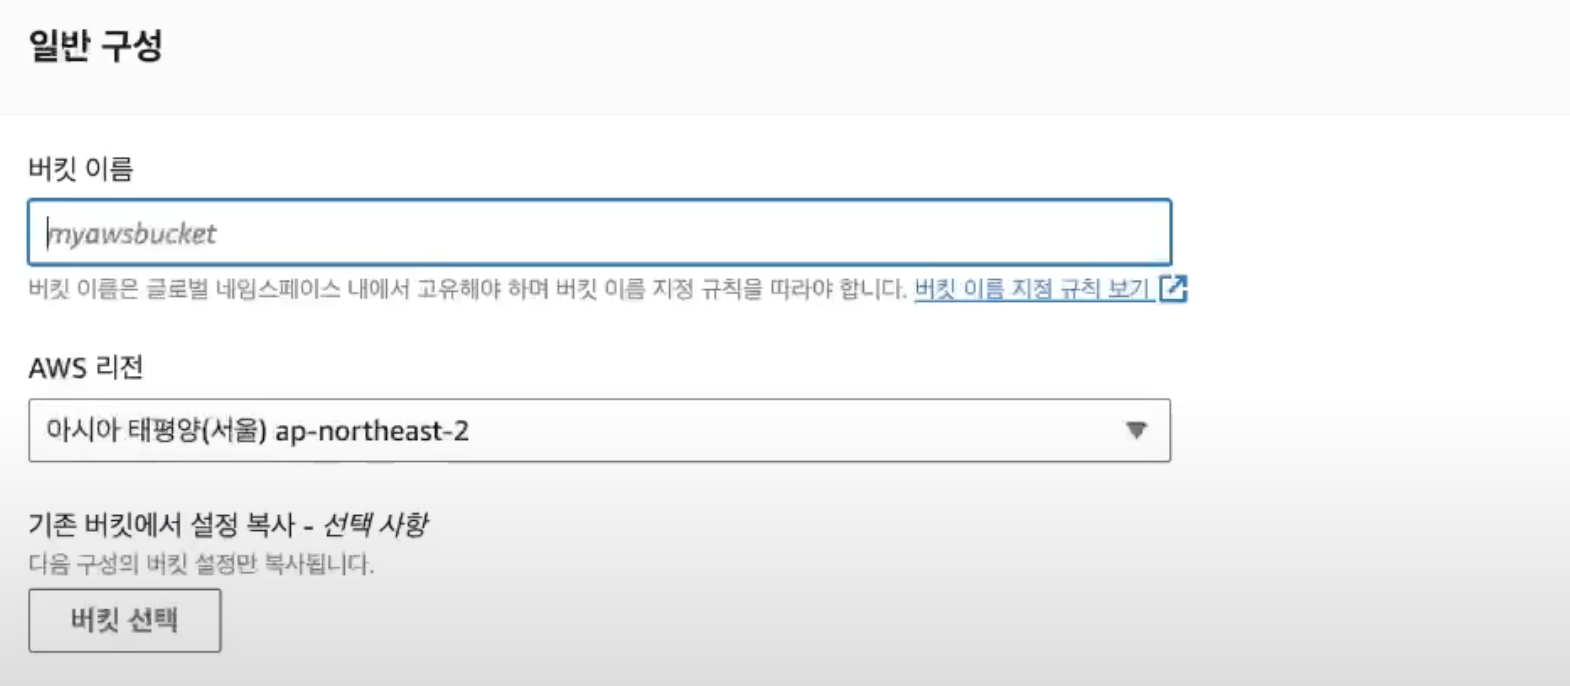 일반 구성
버킷 이름
myawsbucket
버킷 이름은 글로벌 네임스페이스 내에서 고유해야 하며 버킷 이름 지정 규칙을 따라야 합니다. 버킷 이름 지정 규칙 보기
AWS 리전
아시아 태평양(서울) ap-northeast-2
기존 버킷에서 설정 복사 - 선택 사항
다음 구성의 버킷 설정만 복사됩니다.
버킷 선택